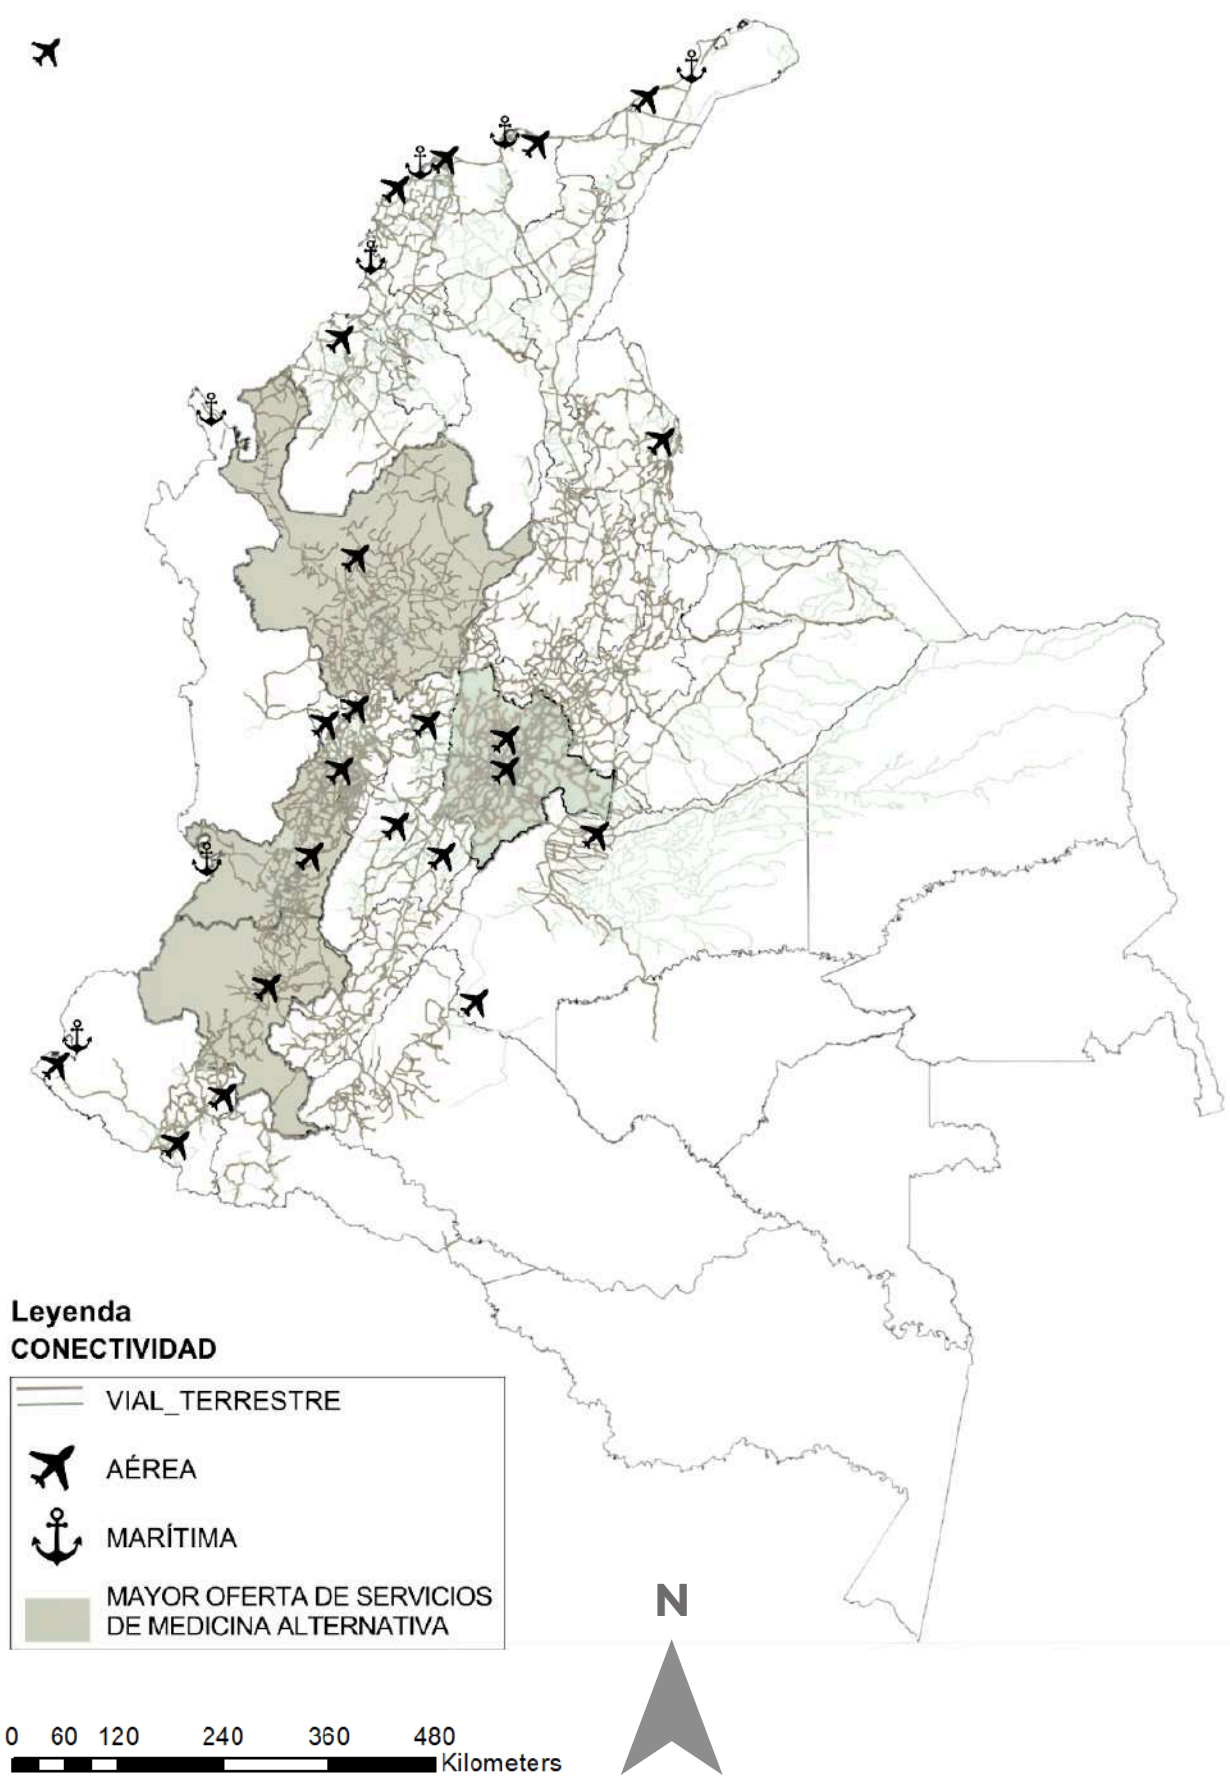 Leyenda
CONECTIVIDAD
VIAL_TERRESTRE
AÉREA
MARÍTIMA
MAYOR OFERTA DE SERVICIOS
DE MEDICINA ALTERNATIVA
N
0 60 120 240 360 480
Kilometers